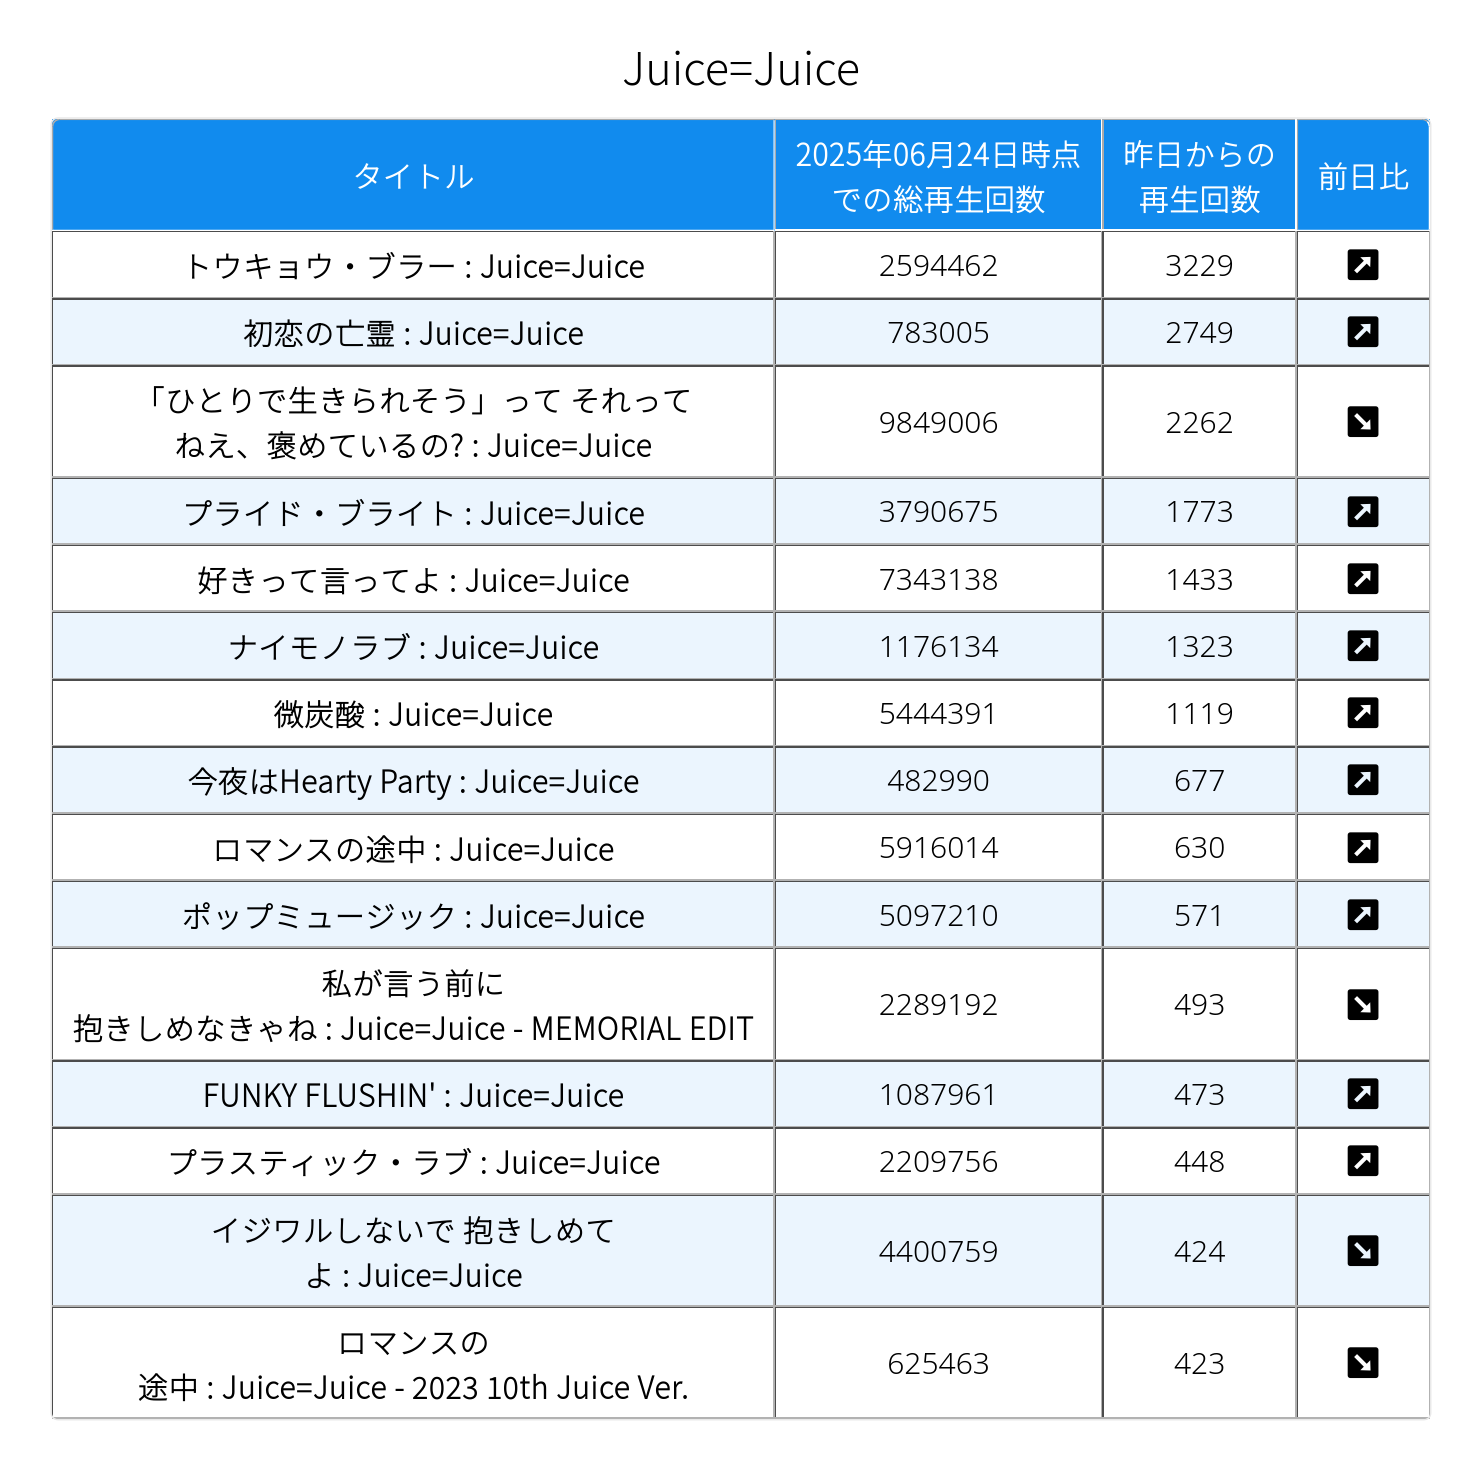 Juice=Juice
タイトル
2025年06月24日時点
での総再生回数
昨日からの
再生回数
前日比
トウキョウ・ブラー : Juice=Juice
2594462
3229
初恋の亡霊 : Juice=Juice
783005
2749
「ひとりで生きられそう」って それって
ねえ、褒めているの? : Juice=Juice
9849006
2262
プライド・ブライト : Juice=Juice
3790675
1773
好きって言ってよ : Juice=Juice
7343138
1433
ナイモノラブ : Juice=Juice
1176134
1323
微炭酸 : Juice=Juice
5444391
1119
今夜はHearty Party : Juice=Juice
482990
677
ロマンスの途中 : Juice=Juice
5916014
630
ポップミュージック : Juice=Juice
5097210
571
私が言う前に
抱きしめなきゃね : Juice=Juice - MEMORIAL EDIT
2289192
493
FUNKY FLUSHIN' : Juice=Juice
1087961
473
プラスティック・ラブ : Juice=Juice
2209756
448
イジワルしないで 抱きしめて
よ : Juice=Juice
4400759
424
ロマンスの
途中 : Juice=Juice - 2023 10th Juice Ver.
625463
423